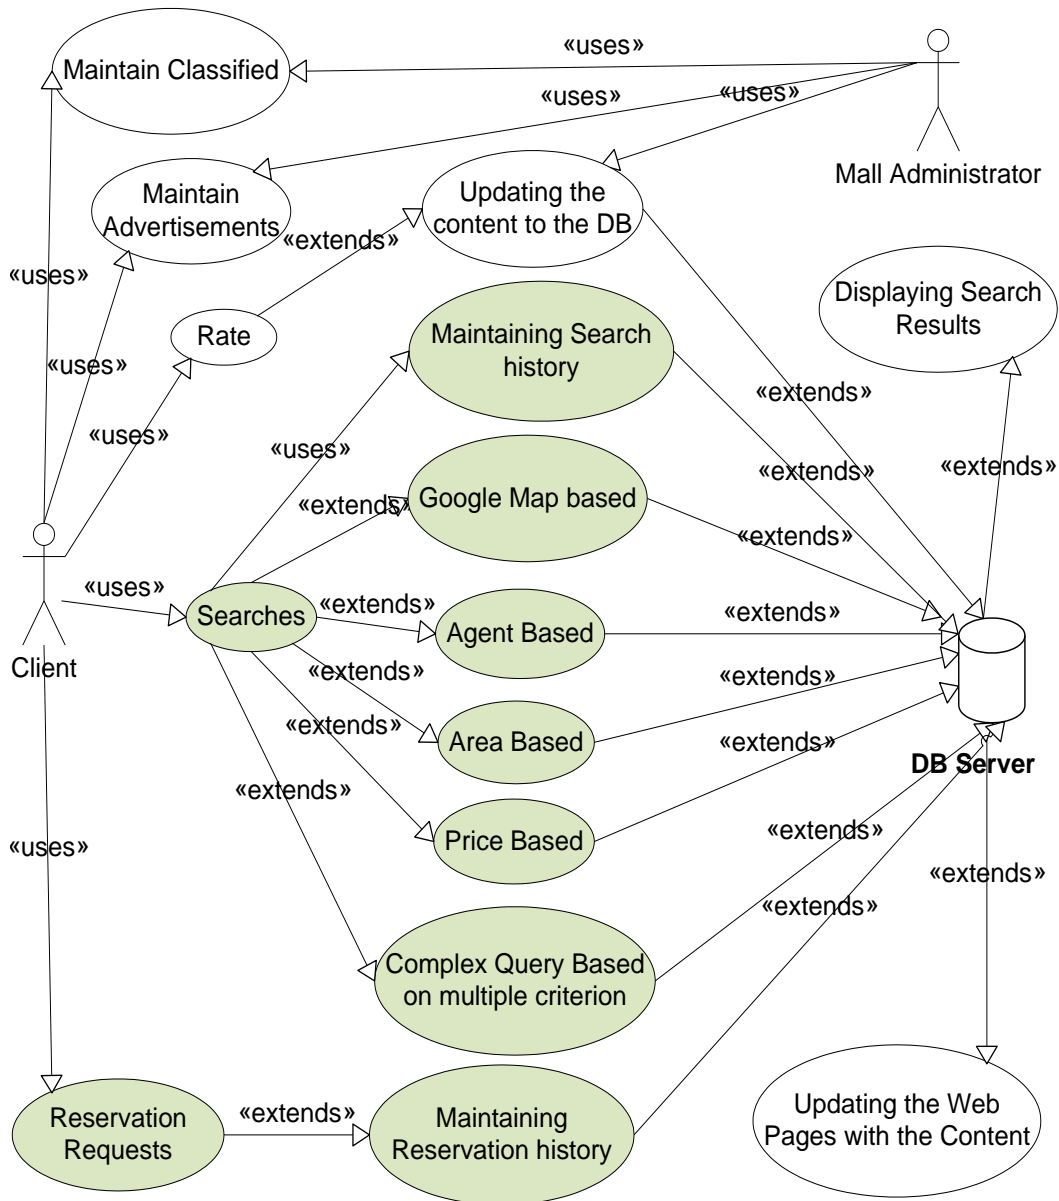 «uses»
Maintain Classified
«uses»
«uses»
Mall Administrator
Maintain
Advertisements
Updating the
content to the DB
«extends»
«uses»
Displaying Search
Results
Rate
Maintaining Search
history
«uses»
«extends»
«uses»
«uses»
«extends»
«extends»
Google Map based
«extends»
«extends»
«uses»
Searches
«extends»
Agent Based
«extends»
Client
«extends»
«extends»
Area Based
«extends»
«extends»
DB Server
«extends»
Price Based
«extends»
«uses»
«extends»
«extends»
Complex Query Based
on multiple criterion
Reservation
Requests
«extends»
Maintaining
Reservation history
Updating the Web
Pages with the Content